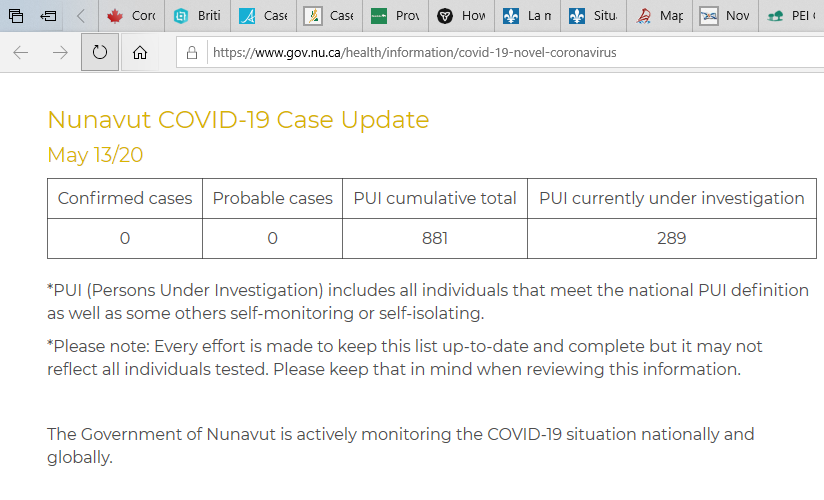 Corc Briti Case Case Prov How La m Situ Map Nov PEI
https://www.gov.nu.ca/health/information/covid-19-novel-coronavirus
Nunavut COVID-19 Case Update
May 13/20
Confirmed cases Probable cases PUI cumulative total PUI currently under investigation
0 0 881 289
*PUI (Persons Under Investigation) includes all individuals that meet the national PUI definition
as well as some others self-monitoring or self-isolating.
*Please note: Every effort is made to keep this list up-to-date and complete but it may not
reflect all individuals tested. Please keep that in mind when reviewing this information.
The Government of Nunavut is actively monitoring the COVID-19 situation nationally and
globally.